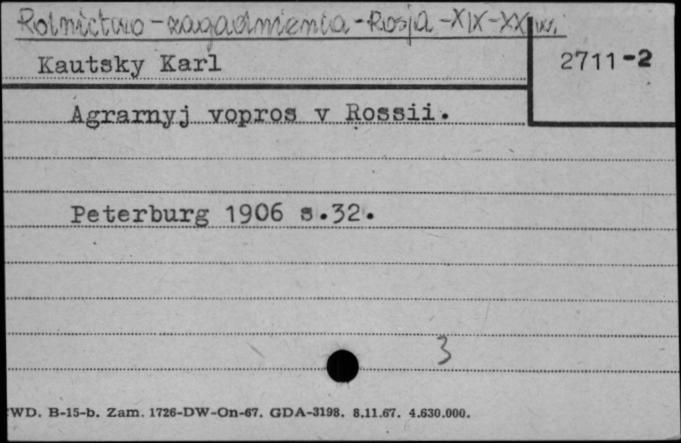 Rolnictwo - zagadnienia - Rosja - XIX-XX w.
Kautsky Karl
2711-2
Agrarnyj vopros v Rossii.
Peterburg 1906 s.32.
3
WD. B-15-b. Zam. 1726-DW-On-67. GDA-3198. 8.11.67. 4.630.000.